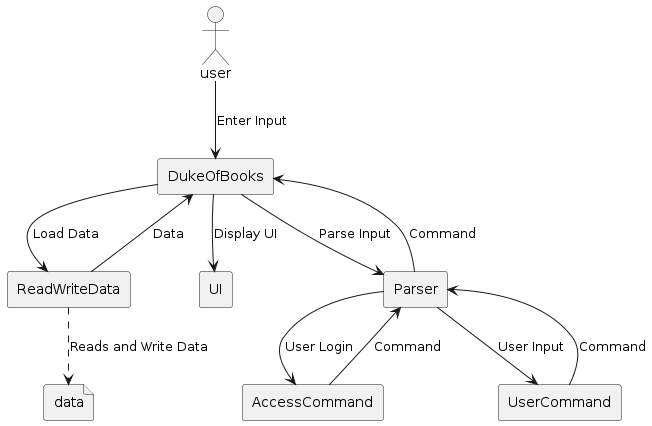 user
Enter Input
DukeOfBooks
Load Data
Data
Display UI
Parse Input
Command
ReadWriteData
UI
Parser
Reads and Write Data
User Login
Command
User Input
Command
data
AccessCommand
UserCommand